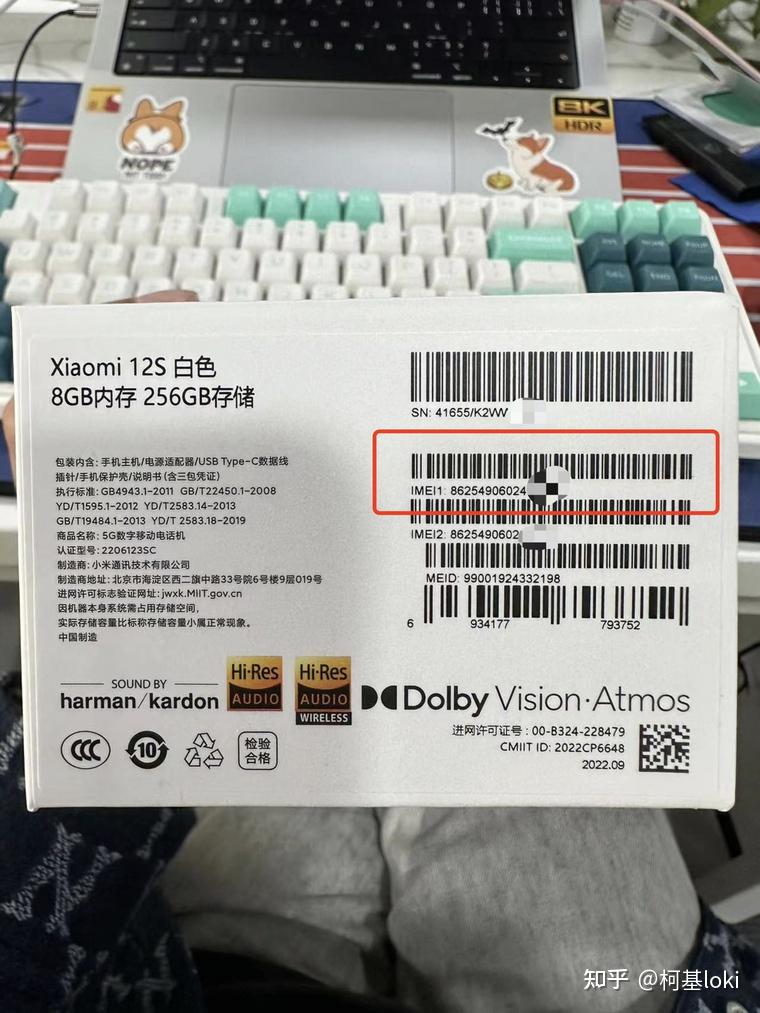 NOPE
8K
HDR
Xiaomi 12S 白色
8GB内存 256GB存储
SN: 41655/K2VV
IMEI1: 86254906024
IMEI2: 8625490602
MEID: 99001924332198
6 934177 793752
包装内含: 手机主机/电源适配器/USB Type-C数据线
插针/手机保护壳/说明书(含三包凭证)
执行标准: GB4943.1-2011 GB/T22450.1-2008
YD/T1595.1-2012 YD/T2583.14-2013
GB/T19484.1-2013 YD/T 2583.18-2019
商品名称: 5G数字移动电话机
认证型号: 2206123SC
制造商: 小米通讯技术有限公司
制造商地址: 北京市海淀区西二旗中路33号院6号楼9层019号
进网许可标志验证网址: jwxk.MIIT.gov.cn
因机器本身系统需占用存储空间,
实际存储容量比标称存储容量小属正常现象。
中国制造
SOUND BY
harman/kardon
Hi-Res
AUDIO
Hi-Res
AUDIO
WIRELESS
Dolby Vision·Atmos
CCC
10
检验
合格
进网许可证号: 00-B324-228479
CMIIT ID: 2022CP6648
2022.09
知乎 @柯基loki